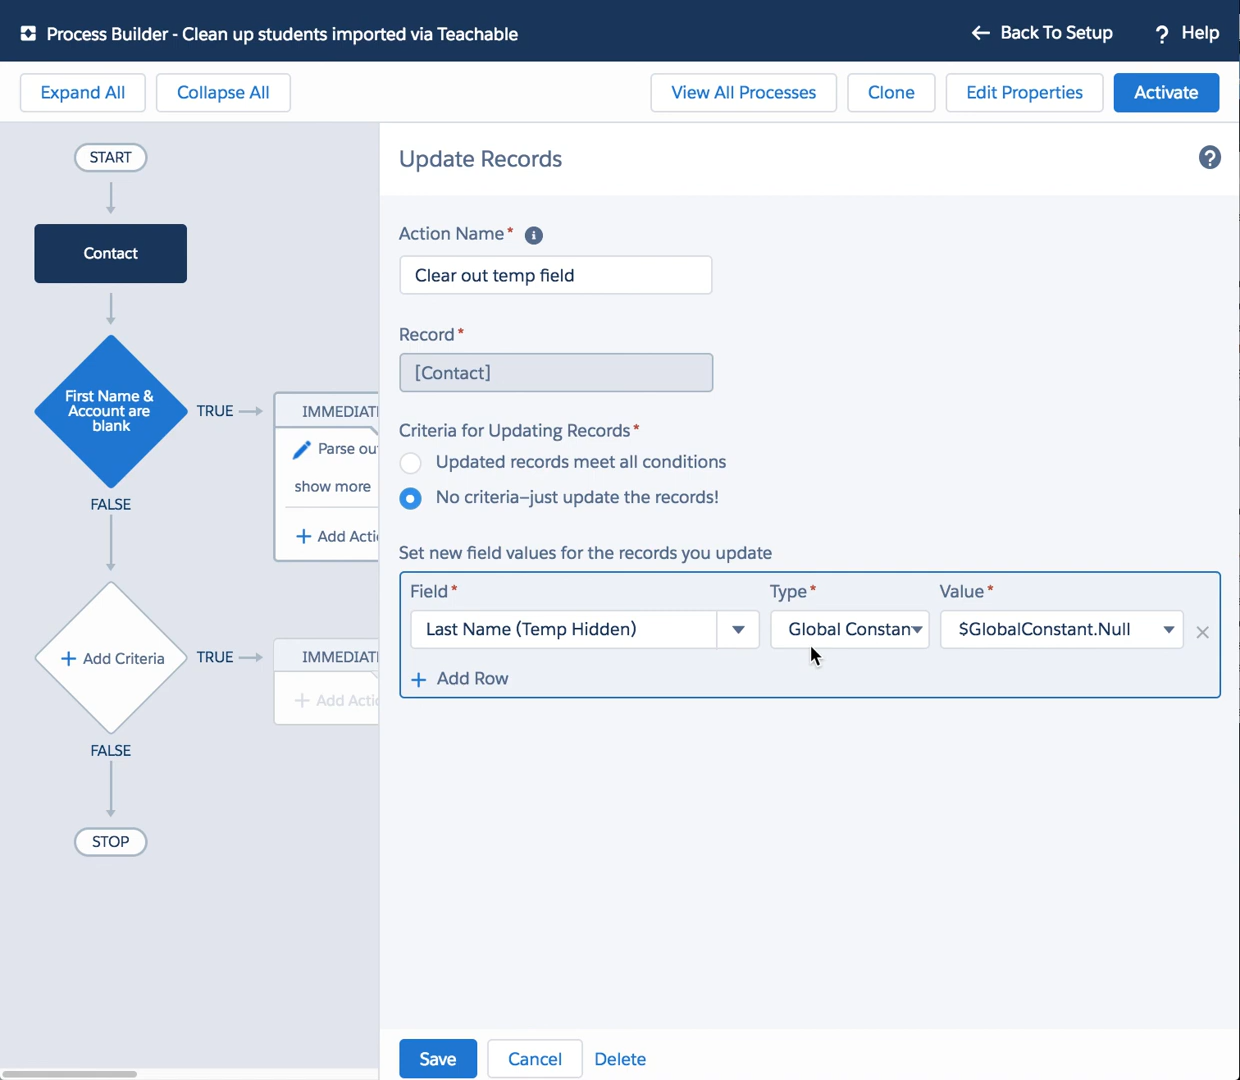 Process Builder - Clean up students imported via Teachable
Back To Setup
? Help
Expand All
Collapse All
View All Processes
Clone
Edit Properties
Activate
START
Contact
First Name &
Account are
blank
TRUE
FALSE
IMMEDIAT
Parse ou
show more
+ Add Acti
+ Add Criteria
TRUE
FALSE
IMMEDIAT
+ Add Actio
STOP
Update Records
?
Action Name* i
Clear out temp field
Record*
[Contact]
Criteria for Updating Records*
Updated records meet all conditions
No criteria–just update the records!
Set new field values for the records you update
Field* Type* Value*
Last Name (Temp Hidden) Global Constan $GlobalConstant.Null
+ Add Row
Save Cancel Delete